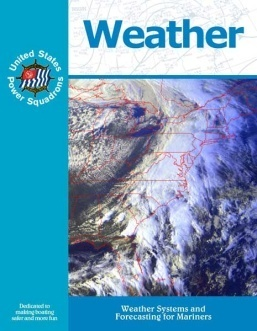 Weather
United States
Power Squadrons
Dedicated to
making boating
safer and more fun
Weather Systems and
Forecasting for Mariners